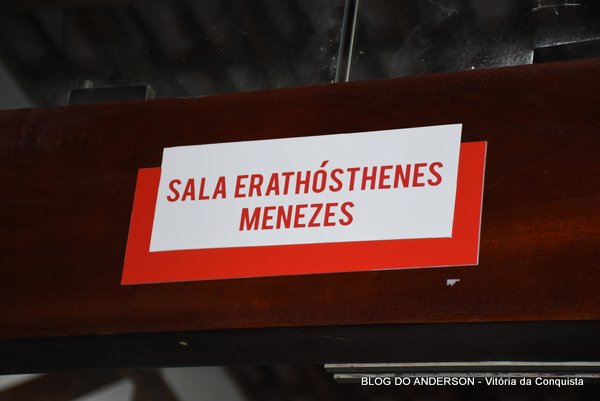 SALA ERATHÓSTHENES
MENEZES
BLOG DO ANDERSON - Vitória da Conquista